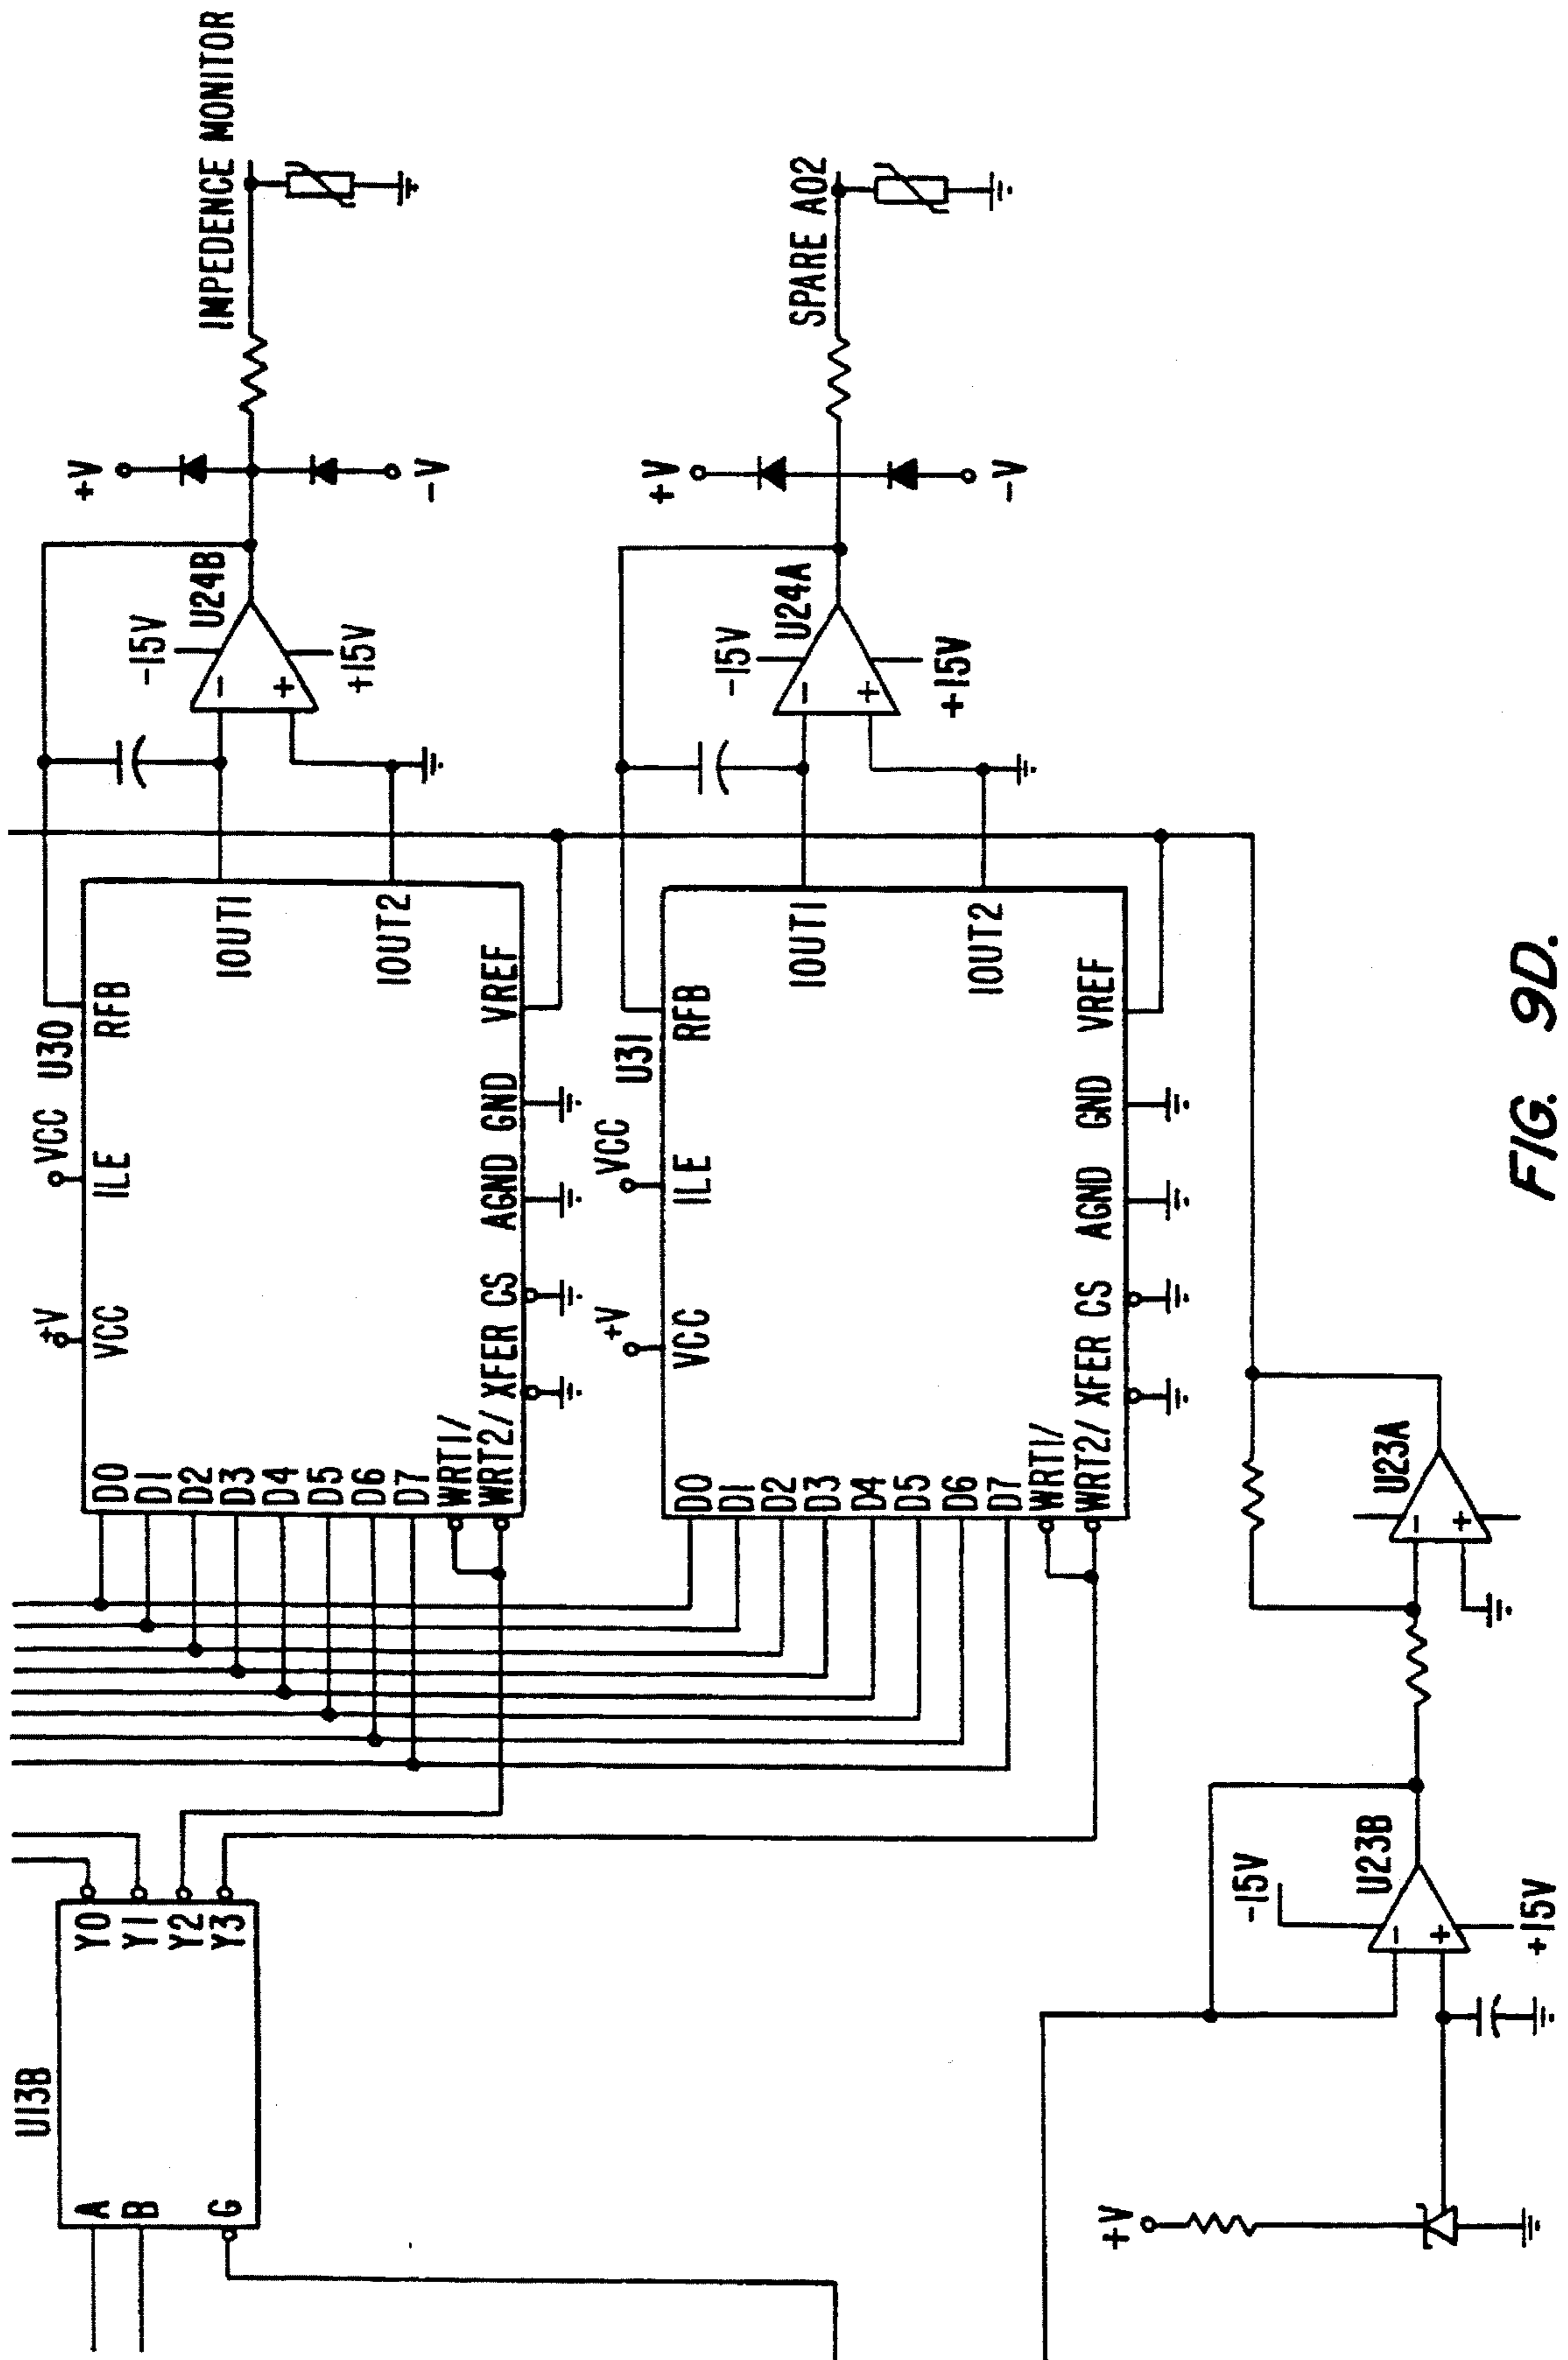 U13B
A
B
G
Y0
Y1
Y2
Y3
+V
VCC
VCC
ILE
U30
RFB
D0
D1
D2
D3
D4
D5
D6
D7
WRT1/
WRT2/
XFER
CS
AGND
GND
VREF
IOUT1
IOUT2
-15V
U24B
-
+
+15V
+V
-V
IMPEDENCE MONITOR
+V
VCC
VCC
ILE
U31
RFB
D0
D1
D2
D3
D4
D5
D6
D7
WRT1/
WRT2/
XFER
CS
AGND
GND
VREF
IOUT1
IOUT2
-15V
U24A
-
+
+15V
+V
-V
SPARE A02
+V
-15V
U23B
-
+
+15V
U23A
-
+
FIG. 9D.